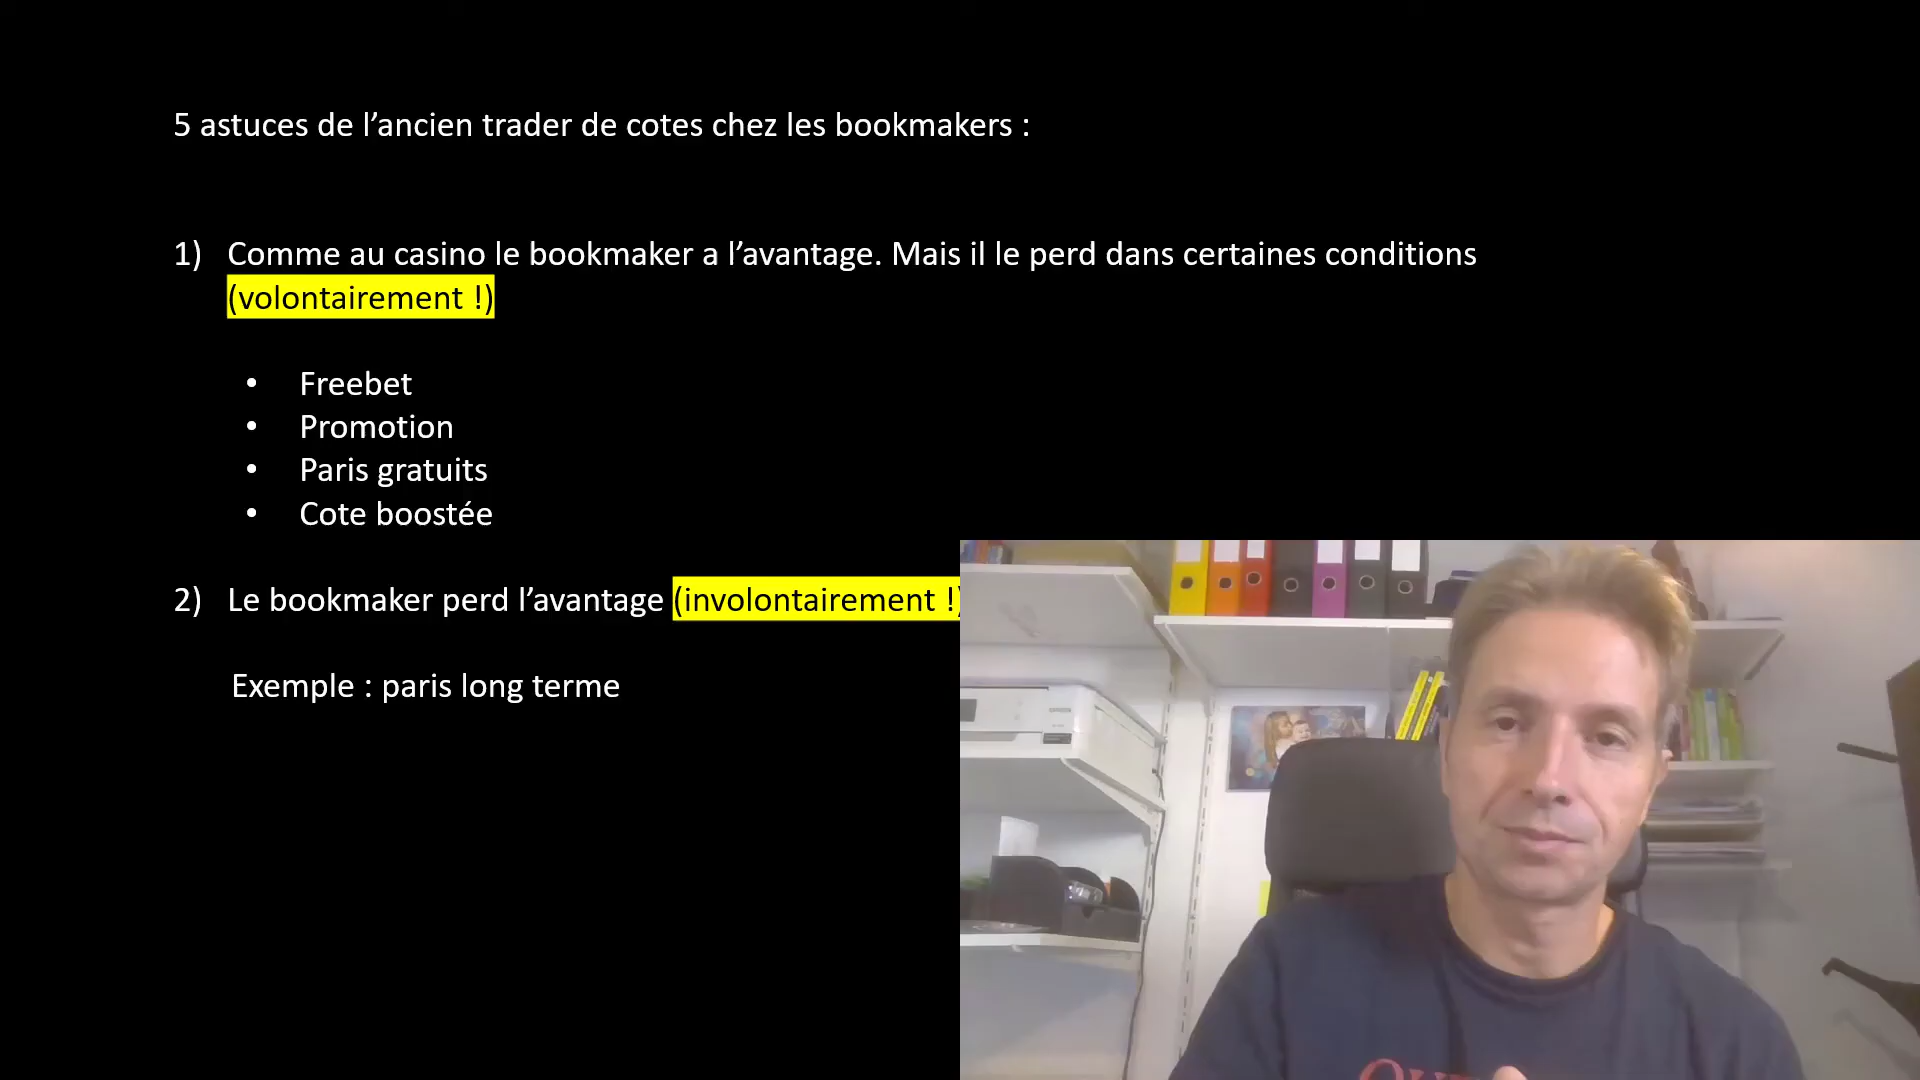 5 astuces de l’ancien trader de cotes chez les bookmakers :
1) Comme au casino le bookmaker a l’avantage. Mais il le perd dans certaines conditions
(volontairement !)
• Freebet
• Promotion
• Paris gratuits
• Cote boostée
2) Le bookmaker perd l’avantage (involontairement !)
Exemple : paris long terme